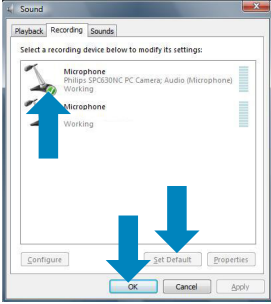 Sound
Playback Recording Sounds
Select a recording device below to modify its settings:
Microphone
Philips SPC630NC PC Camera; Audio (Microphone)
Working
Microphone
Working
Configure Set Default Properties
OK Cancel Apply